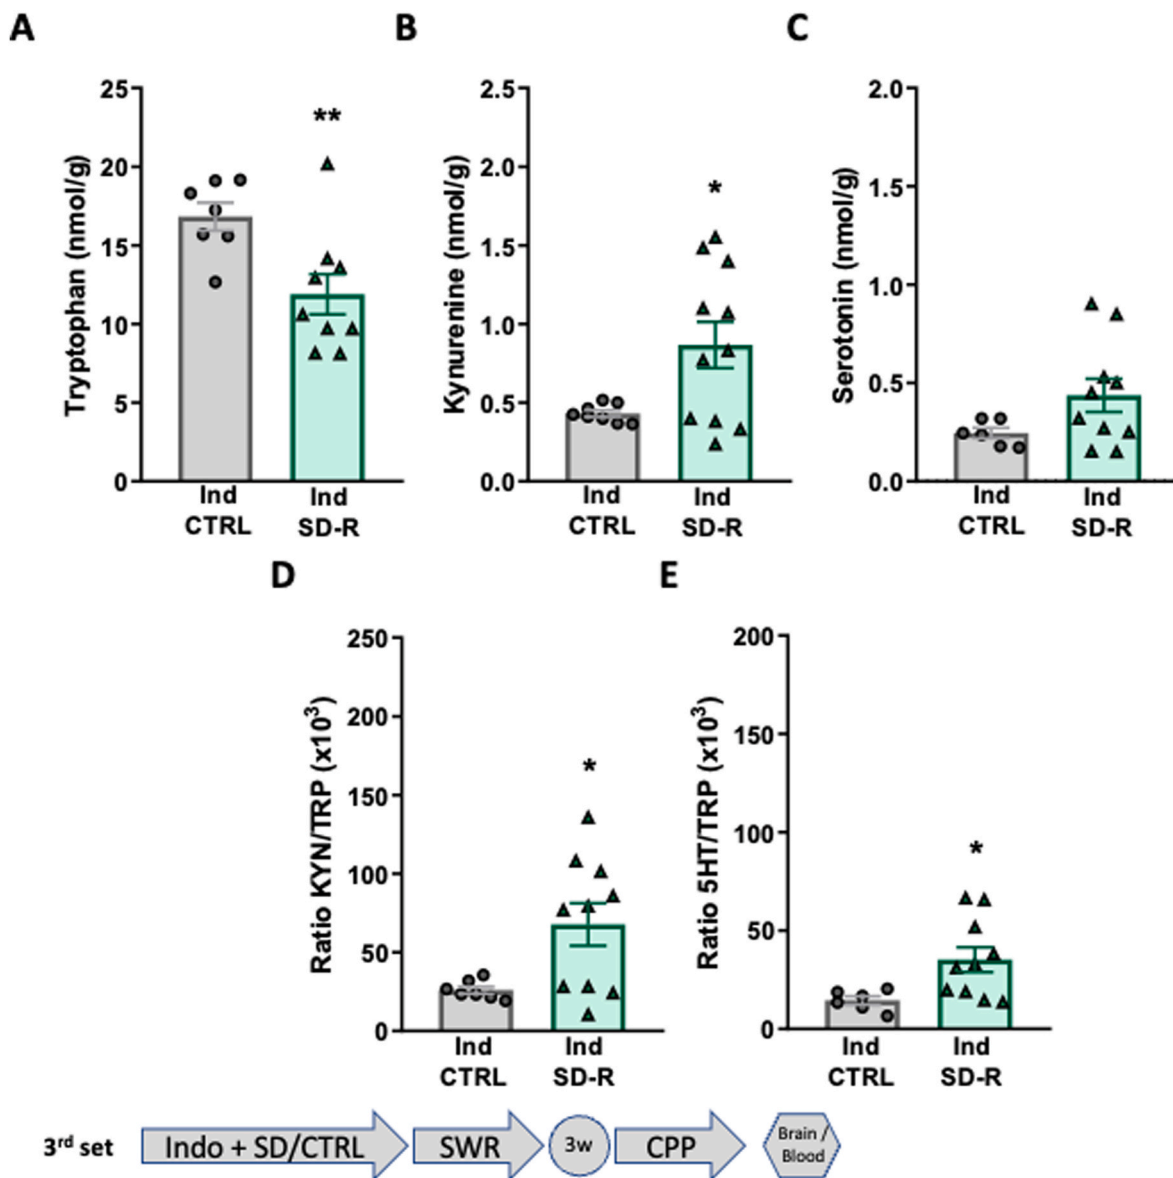 A
B
C
Tryptophan (nmol/g)
25
20
15
10
5
0
**
Ind
CTRL
Ind
SD-R
Kynurenine (nmol/g)
2.5
2.0
1.5
1.0
0.5
0.0
*
Ind
CTRL
Ind
SD-R
Serotonin (nmol/g)
2.0
1.5
1.0
0.5
0.0
Ind
CTRL
Ind
SD-R
D
E
Ratio KYN/TRP (x10³)
250
200
150
100
50
0
*
Ind
CTRL
Ind
SD-R
Ratio 5HT/TRP (x10³)
200
150
100
50
0
*
Ind
CTRL
Ind
SD-R
3rd set
Indo + SD/CTRL
SWR
3w
CPP
Brain /
Blood